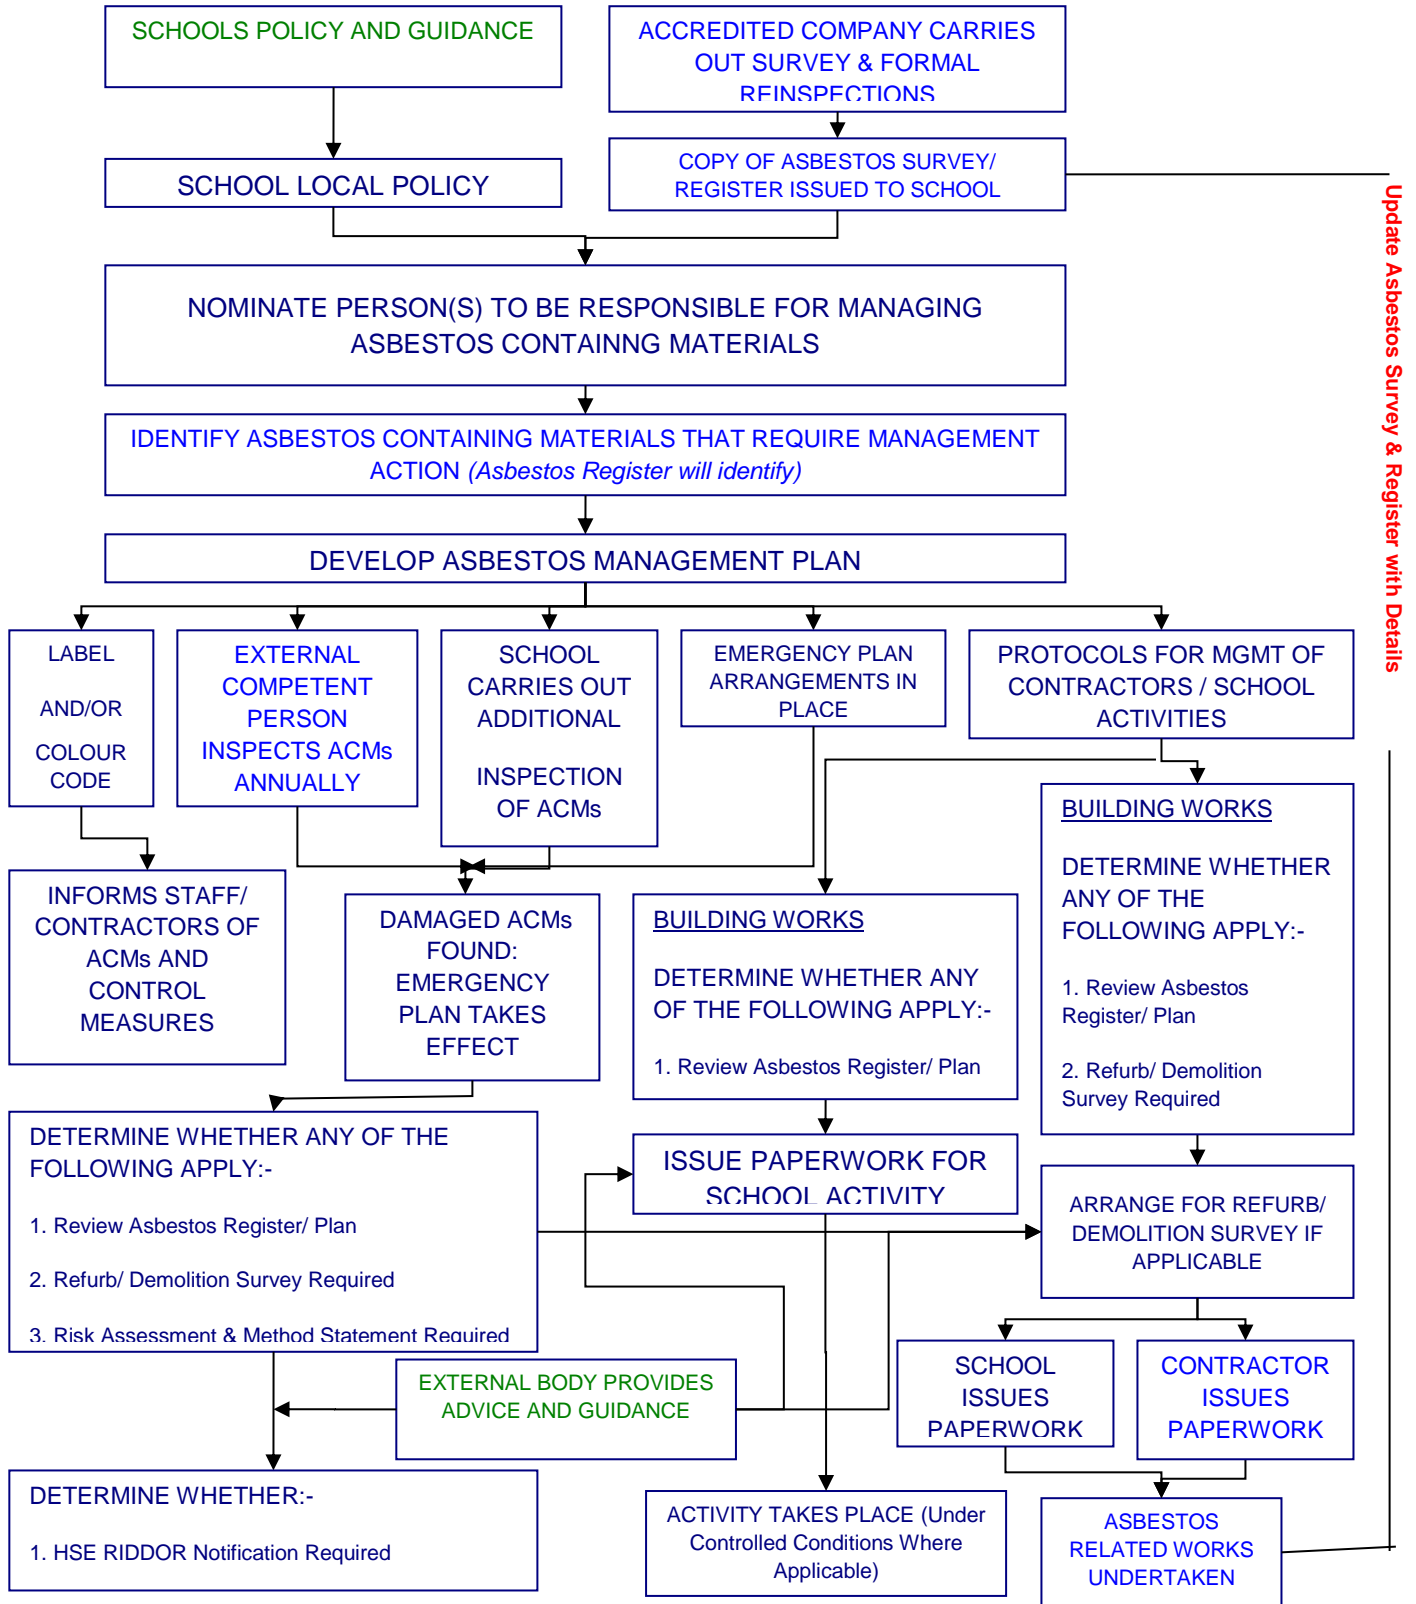 SCHOOLS POLICY AND GUIDANCE
ACCREDITED COMPANY CARRIES
OUT SURVEY & FORMAL
REINSPECTIONS
SCHOOL LOCAL POLICY
COPY OF ASBESTOS SURVEY/
REGISTER ISSUED TO SCHOOL
Update Asbestos Survey & Register with Details
NOMINATE PERSON(S) TO BE RESPONSIBLE FOR MANAGING
ASBESTOS CONTAINNG MATERIALS
IDENTIFY ASBESTOS CONTAINING MATERIALS THAT REQUIRE MANAGEMENT
ACTION (Asbestos Register will identify)
DEVELOP ASBESTOS MANAGEMENT PLAN
LABEL
AND/OR
COLOUR
CODE
EXTERNAL
COMPETENT
PERSON
INSPECTS ACMs
ANNUALLY
SCHOOL
CARRIES OUT
ADDITIONAL
INSPECTION
OF ACMs
EMERGENCY PLAN
ARRANGEMENTS IN
PLACE
PROTOCOLS FOR MGMT OF
CONTRACTORS / SCHOOL
ACTIVITIES
INFORMS STAFF/
CONTRACTORS OF
ACMs AND
CONTROL
MEASURES
DAMAGED ACMs
FOUND:
EMERGENCY
PLAN TAKES
EFFECT
BUILDING WORKS
DETERMINE WHETHER ANY
OF THE FOLLOWING APPLY:-
1. Review Asbestos Register/ Plan
BUILDING WORKS
DETERMINE WHETHER
ANY OF THE
FOLLOWING APPLY:-
1. Review Asbestos
Register/ Plan
2. Refurb/ Demolition
Survey Required
DETERMINE WHETHER ANY OF THE
FOLLOWING APPLY:-
1. Review Asbestos Register/ Plan
2. Refurb/ Demolition Survey Required
3. Risk Assessment & Method Statement Required
ISSUE PAPERWORK FOR
SCHOOL ACTIVITY
ARRANGE FOR REFURB/
DEMOLITION SURVEY IF
APPLICABLE
EXTERNAL BODY PROVIDES
ADVICE AND GUIDANCE
SCHOOL
ISSUES
PAPERWORK
CONTRACTOR
ISSUES
PAPERWORK
DETERMINE WHETHER:-
1. HSE RIDDOR Notification Required
ACTIVITY TAKES PLACE (Under
Controlled Conditions Where
Applicable)
ASBESTOS
RELATED WORKS
UNDERTAKEN